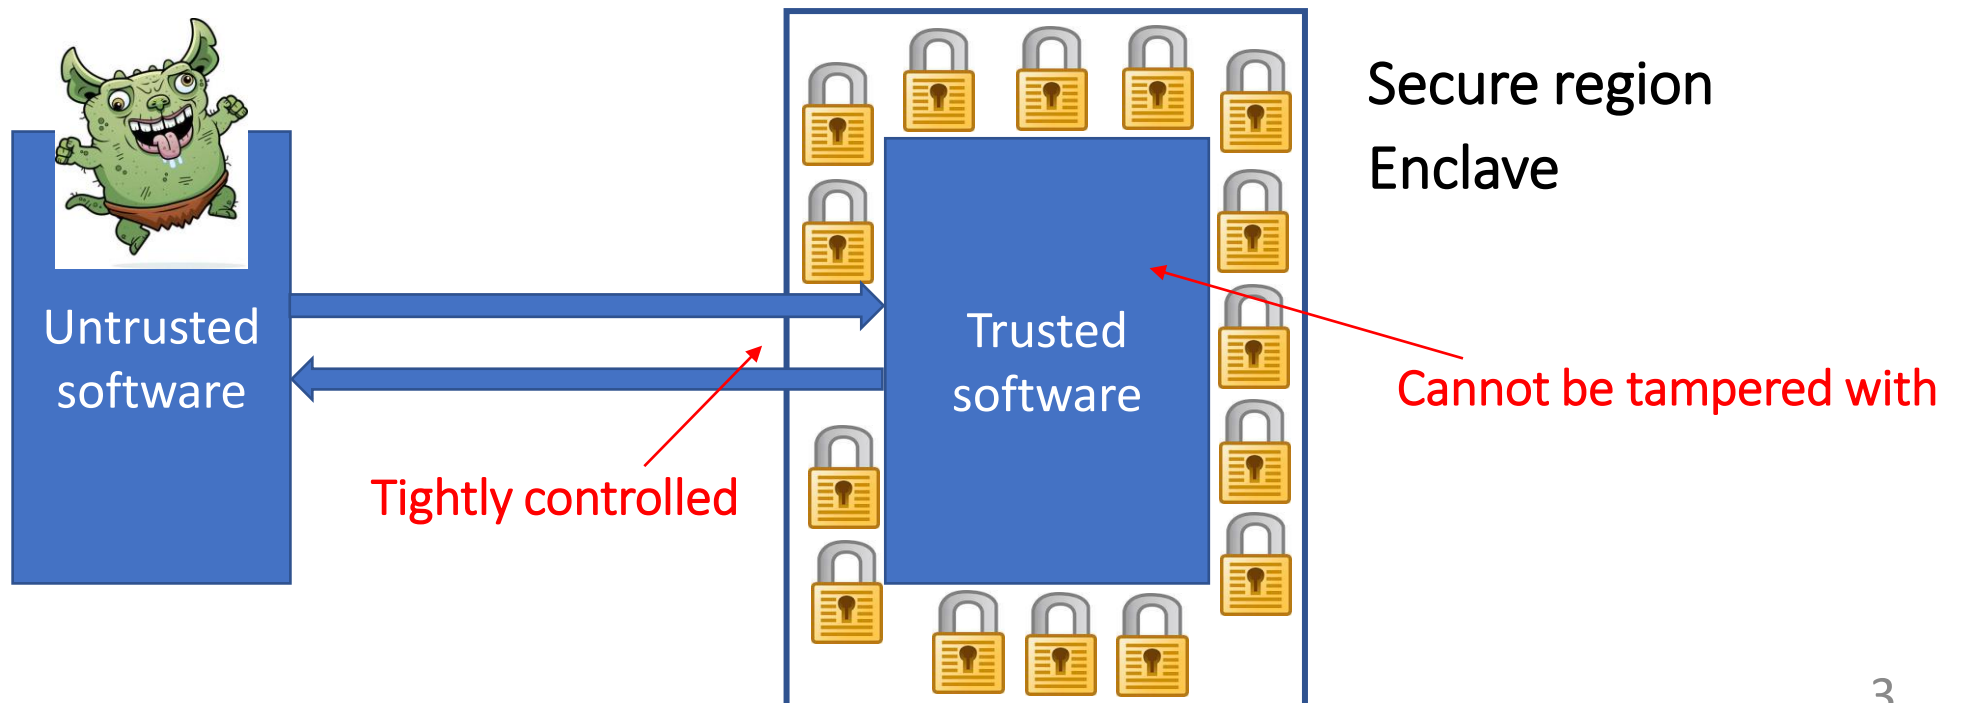 Secure region
Enclave
Untrusted
software
Trusted
software
Cannot be tampered with
Tightly controlled
3